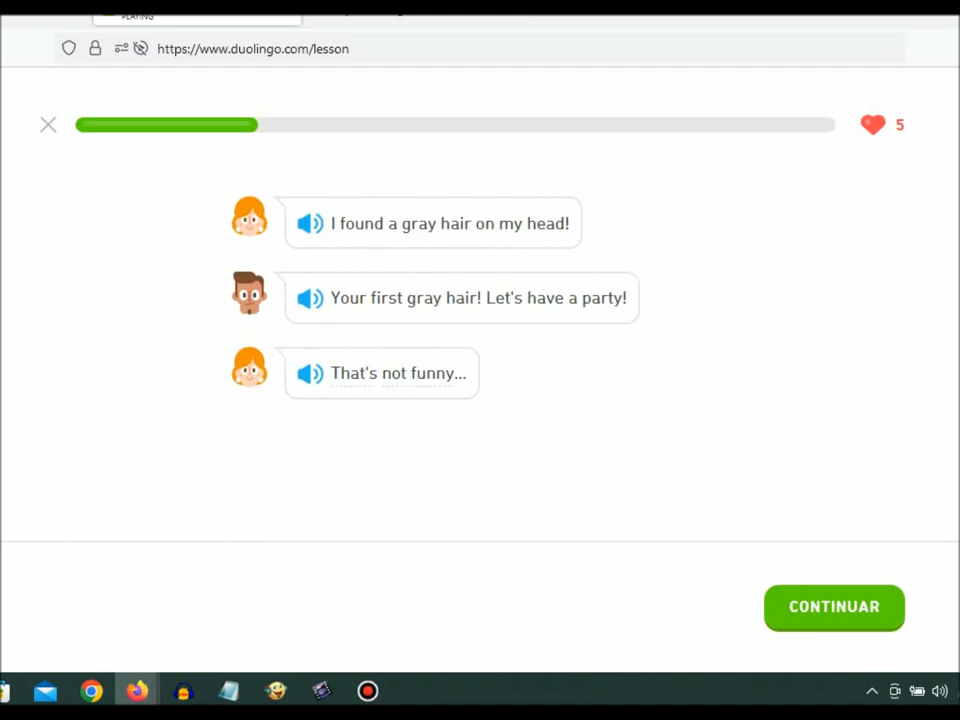 PLAYING
https://www.duolingo.com/lesson
5
I found a gray hair on my head!
Your first gray hair! Let's have a party!
That's not funny...
CONTINUAR